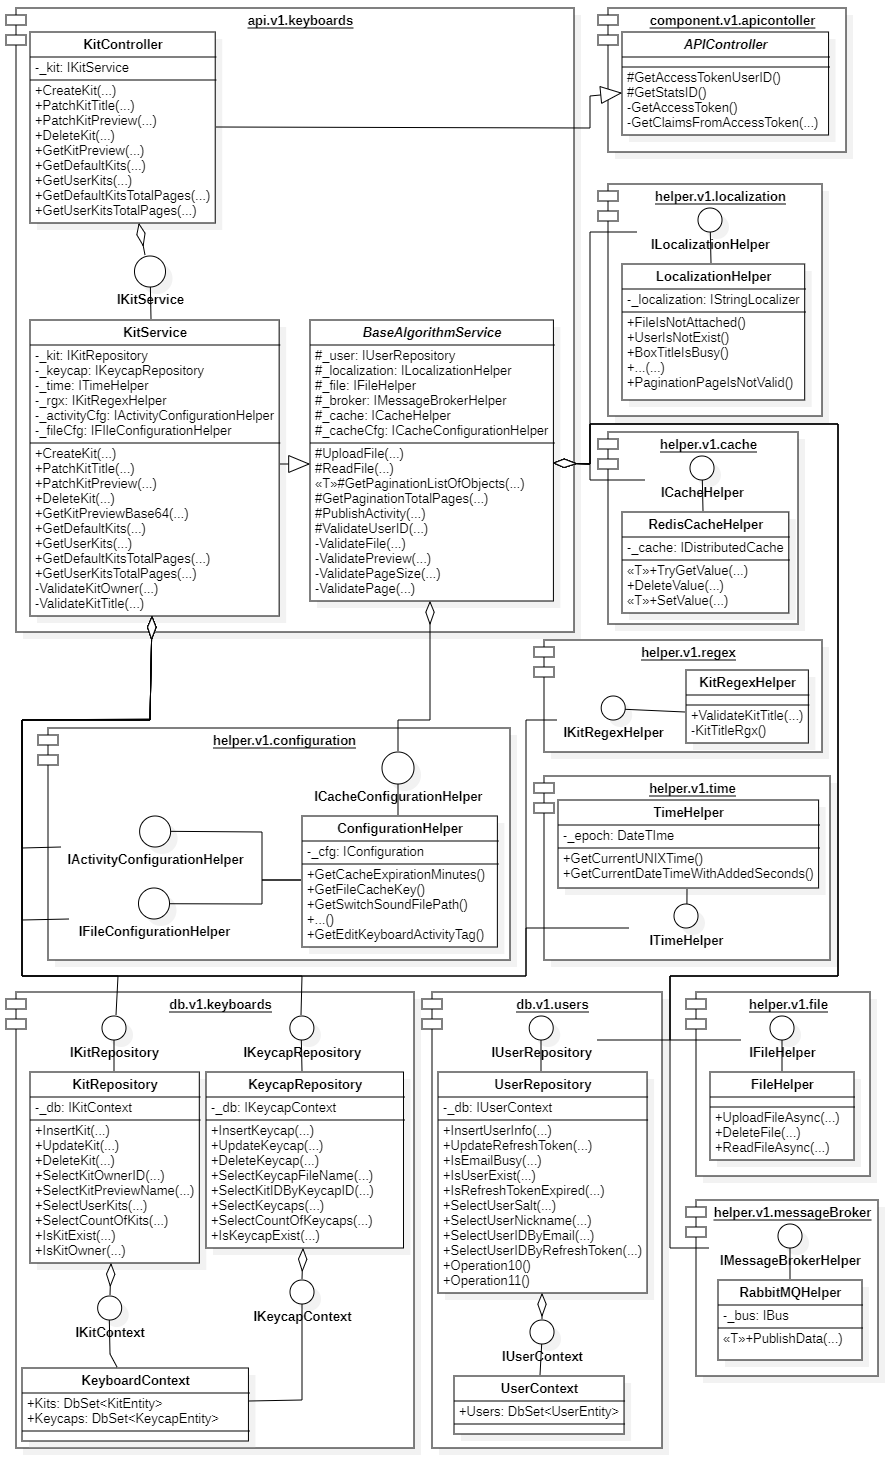 api.v1.keyboards
KitController
-_kit: IKitService
+CreateKit(...)
+PatchKitTitle(...)
+PatchKitPreview(...)
+DeleteKit(...)
+GetKitPreview(...)
+GetDefaultKits(...)
+GetUserKits(...)
+GetDefaultKitsTotalPages(...)
+GetUserKitsTotalPages(...)
IKitService
KitService
-_kit: IKitRepository
-_keycap: IKeycapRepository
-_time: ITimeHelper
-_rgx: IKitRegexHelper
-_activityCfg: IActivityConfigurationHelper
-_fileCfg: IFIleConfigurationHelper
+CreateKit(...)
+PatchKitTitle(...)
+PatchKitPreview(...)
+DeleteKit(...)
+GetKitPreviewBase64(...)
+GetDefaultKits(...)
+GetUserKits(...)
+GetDefaultKitsTotalPages(...)
+GetUserKitsTotalPages(...)
-ValidateKitOwner(...)
-ValidateKitTitle(...)
BaseAlgorithmService
#_user: IUserRepository
#_localization: ILocalizationHelper
#_file: IFileHelper
#_broker: IMessageBrokerHelper
#_cache: ICacheHelper
#_cacheCfg: ICacheConfigurationHelper
#UploadFile(...)
#ReadFile(...)
«T»#GetPaginationListOfObjects(...)
#GetPaginationTotalPages(...)
#PublishActivity(...)
#ValidateUserID(...)
-ValidateFile(...)
-ValidatePreview(...)
-ValidatePageSize(...)
-ValidatePage(...)
component.v1.apicontoller
APIController
#GetAccessTokenUserID()
#GetStatsID()
-GetAccessToken()
-GetClaimsFromAccessToken(...)
helper.v1.localization
ILocalizationHelper
LocalizationHelper
-_localization: IStringLocalizer
+FileIsNotAttached()
+UserIsNotExist()
+BoxTitleIsBusy()
+...(...)
+PaginationPageIsNotValid()
helper.v1.cache
ICacheHelper
RedisCacheHelper
-_cache: IDistributedCache
«T»+TryGetValue(...)
+DeleteValue(...)
«T»+SetValue(...)
helper.v1.regex
IKitRegexHelper
KitRegexHelper
+ValidateKitTitle(...)
-KitTitleRgx()
helper.v1.configuration
ICacheConfigurationHelper
IActivityConfigurationHelper
IFileConfigurationHelper
ConfigurationHelper
-_cfg: IConfiguration
+GetCacheExpirationMinutes()
+GetFileCacheKey()
+GetSwitchSoundFilePath()
+...()
+GetEditKeyboardActivityTag()
helper.v1.time
TimeHelper
-_epoch: DateTIme
+GetCurrentUNIXTime()
+GetCurrentDateTimeWithAddedSeconds()
ITimeHelper
db.v1.keyboards
IKitRepository
IKeycapRepository
KitRepository
-_db: IKitContext
+InsertKit(...)
+UpdateKit(...)
+DeleteKit(...)
+SelectKitOwnerID(...)
+SelectKitPreviewName(...)
+SelectUserKits(...)
+SelectCountOfKits(...)
+IsKitExist(...)
+IsKitOwner(...)
KeycapRepository
-_db: IKeycapContext
+InsertKeycap(...)
+UpdateKeycap(...)
+DeleteKeycap(...)
+SelectKeycapFileName(...)
+SelectKitIDByKeycapID(...)
+SelectKeycaps(...)
+SelectCountOfKeycaps(...)
+IsKeycapExist(...)
IKitContext
IKeycapContext
KeyboardContext
+Kits: DbSet<KitEntity>
+Keycaps: DbSet<KeycapEntity>
db.v1.users
IUserRepository
UserRepository
-_db: IUserContext
+InsertUserInfo(...)
+UpdateRefreshToken(...)
+IsEmailBusy(...)
+IsUserExist(...)
+IsRefreshTokenExpired(...)
+SelectUserSalt(...)
+SelectUserNickname(...)
+SelectUserIDByEmail(...)
+SelectUserIDByRefreshToken(...)
+Operation10()
+Operation11()
IUserContext
UserContext
+Users: DbSet<UserEntity>
helper.v1.file
IFileHelper
FileHelper
+UploadFileAsync(...)
+DeleteFile(...)
+ReadFileAsync(...)
helper.v1.messageBroker
IMessageBrokerHelper
RabbitMQHelper
-_bus: IBus
«T»+PublishData(...)